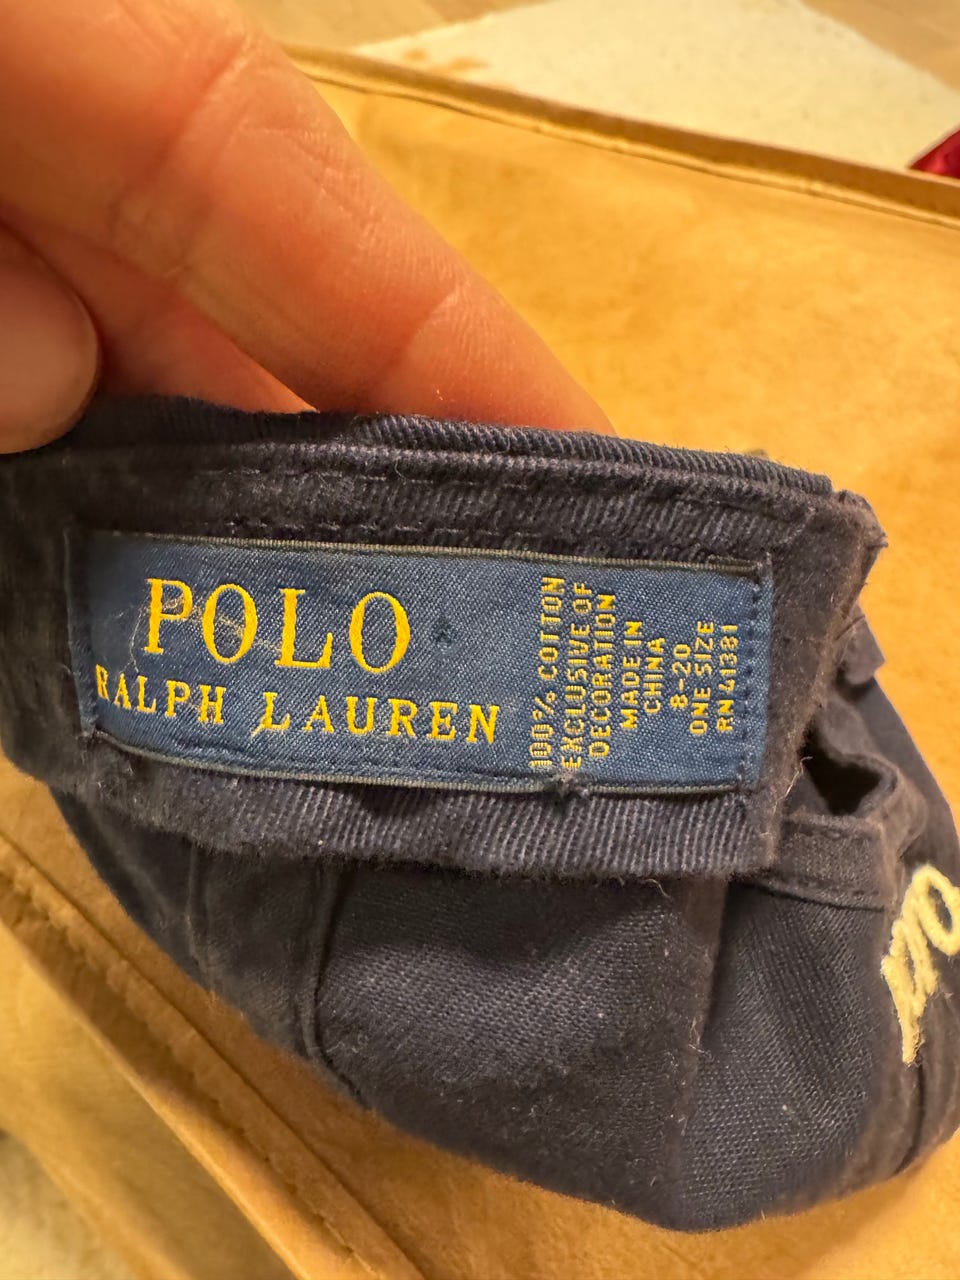 POLO
RALPH LAUREN
100% COTTON
EXCLUSIVE OF
DECORATION
MADE IN
CHINA
8-20
ONE SIZE
RN 41381